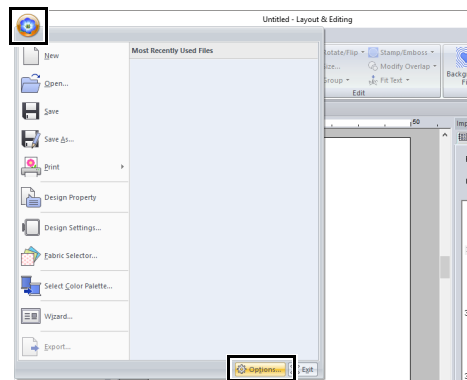 Untitled - Layout & Editing
New
Most Recently Used Files
Open...
Save
Save As...
Print
Design Property
Design Settings...
Fabric Selector...
Select Color Palette...
Wizard...
Export...
Options...
Exit
Rotate/Flip
Stamp/Emboss
Modify Overlap
Group
Fit Text
Edit
50